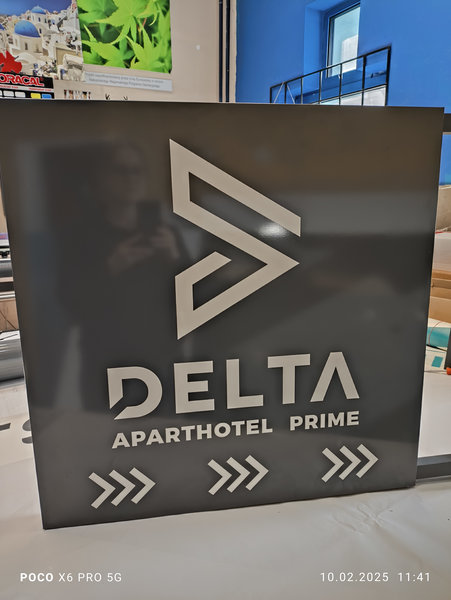 ORACAL
DELTA
APARTHOTEL PRIME
POCO X6 PRO 5G
10.02.2025 11:41